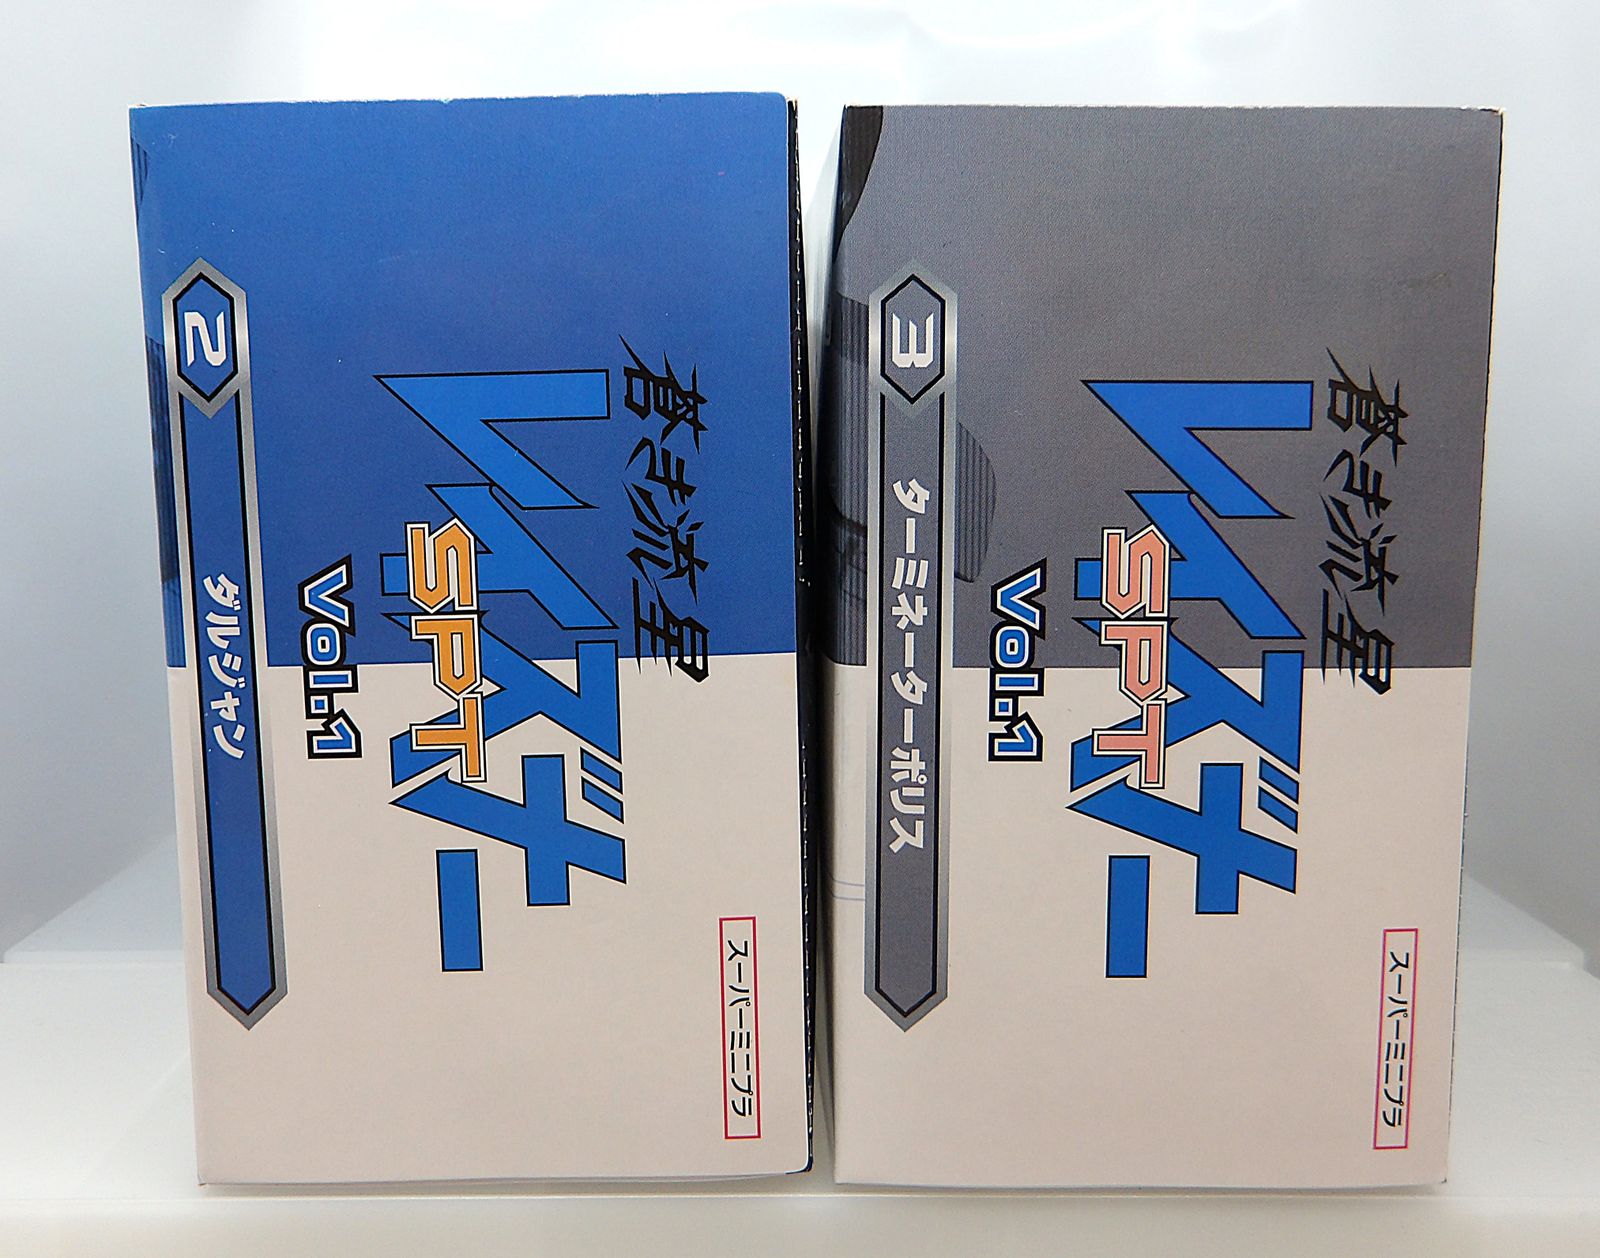 蒼き流星
SPT
レイズナー
Vol.1
2
ダルジャン
スーパーミニプラ
蒼き流星
SPT
レイズナー
Vol.1
3
ターミネーターポリス
スーパーミニプラ